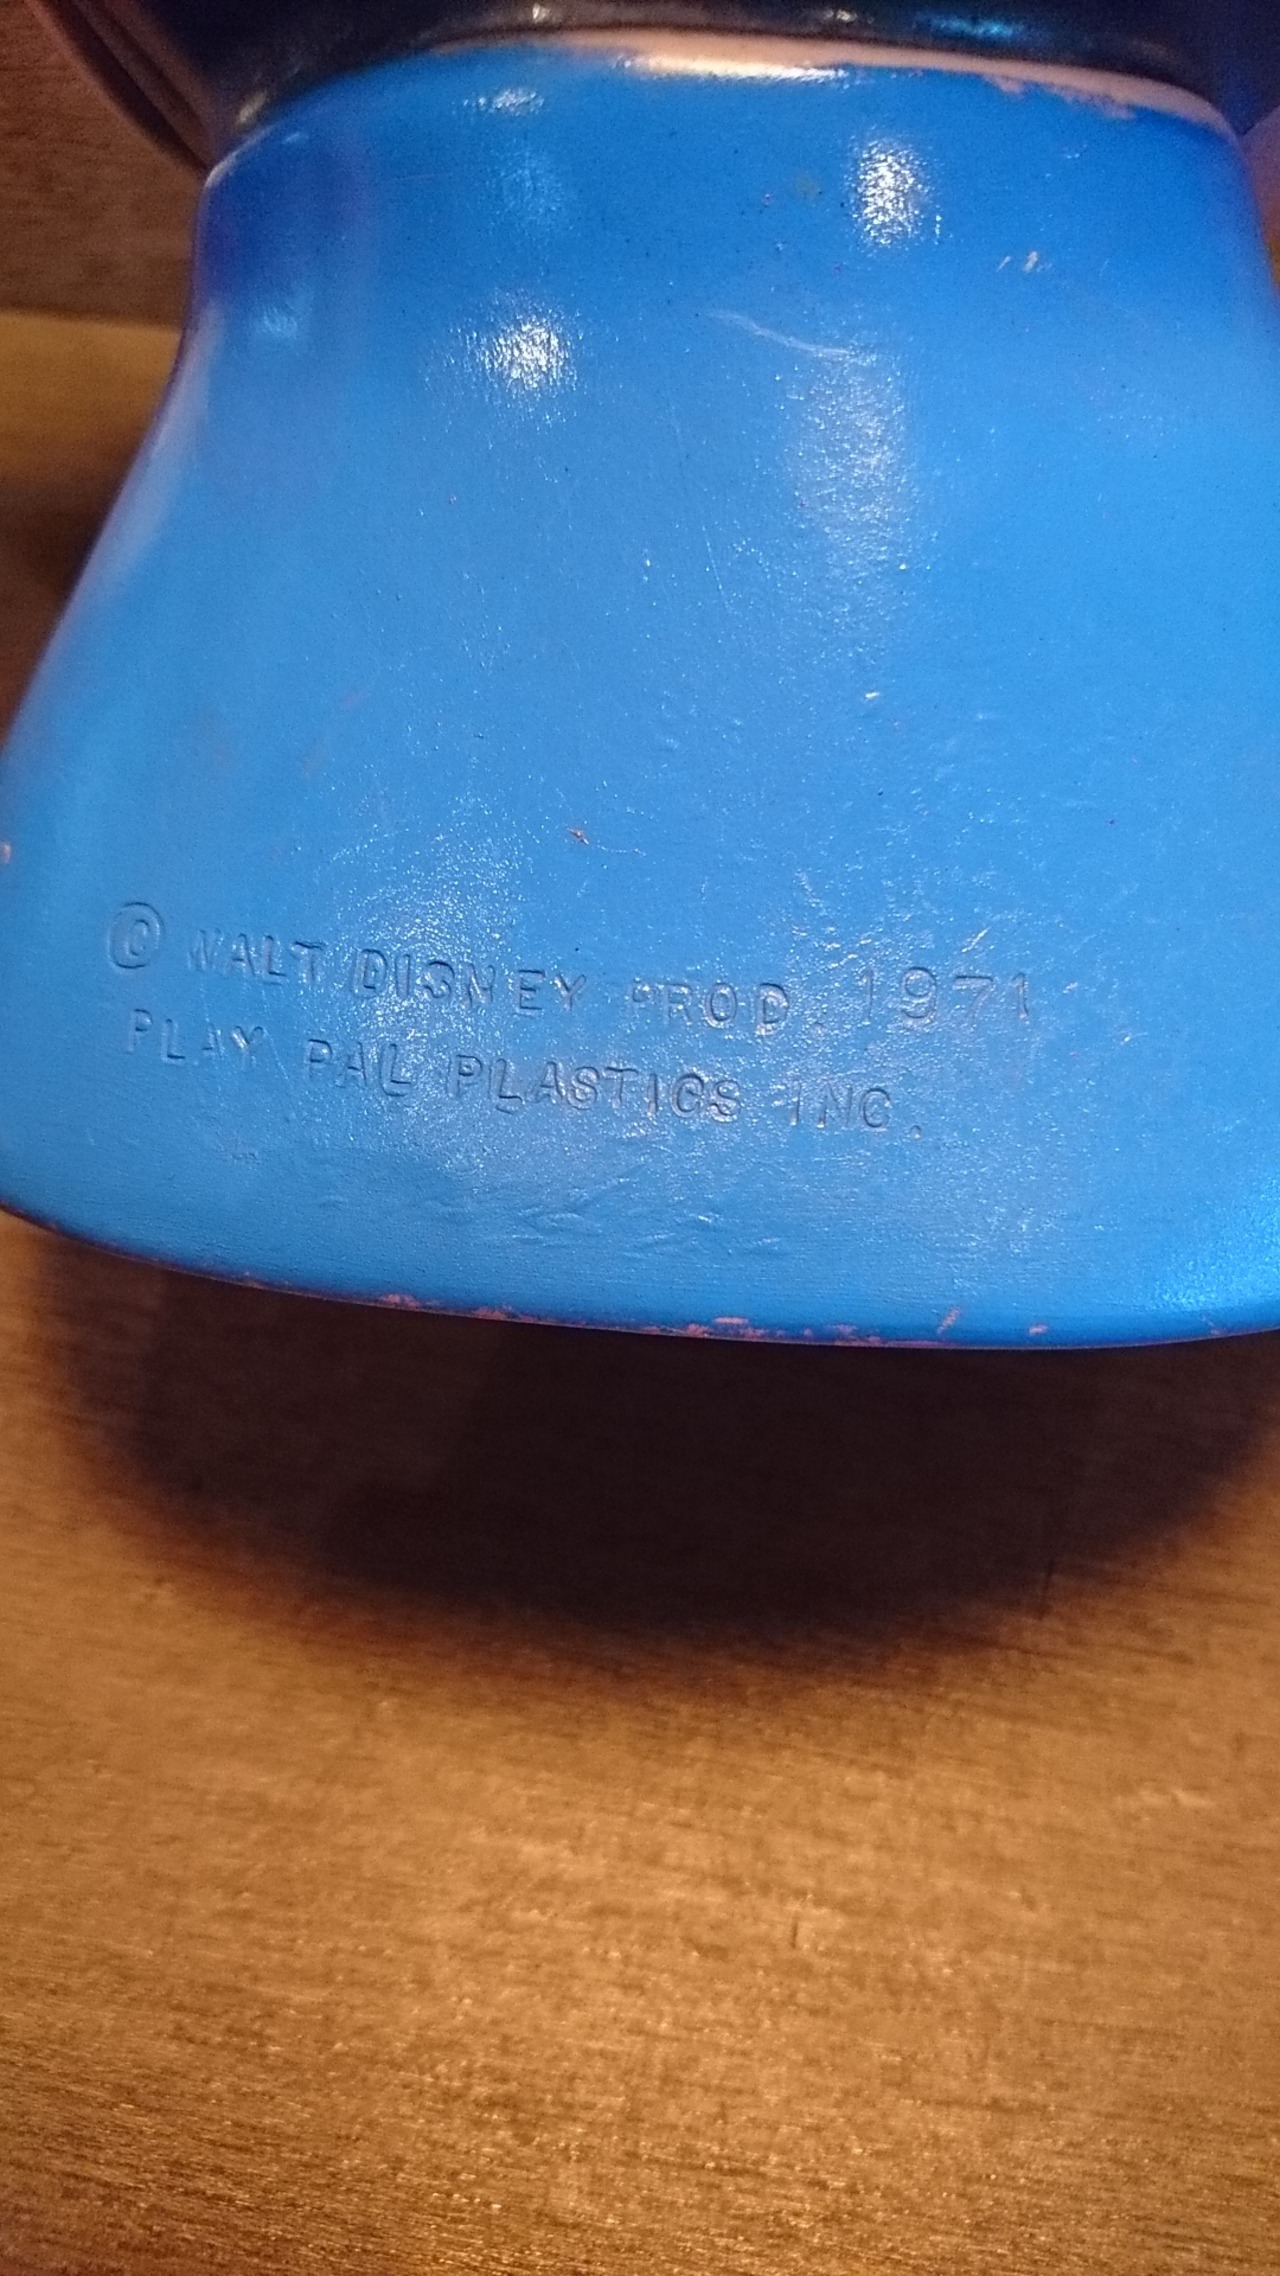 © WALT DISNEY PROD. 1971
PLAY PAL PLASTICS INC.